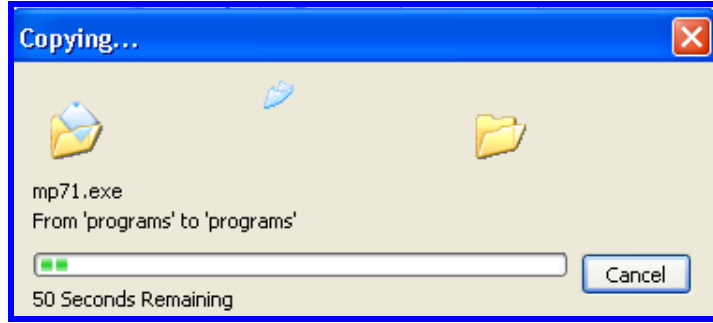 Copying...
mp71.exe
From 'programs' to 'programs'
Cancel
50 Seconds Remaining